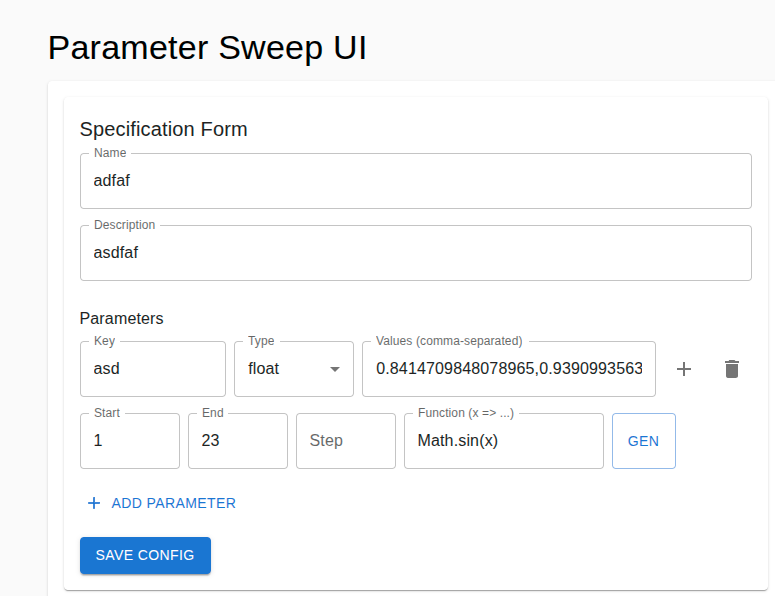 Parameter Sweep UI
Specification Form
Name
adfaf
Description
asdfaf
Parameters
Key
asd
Type
float
Values (comma-separated)
0.8414709848078965,0.9390993563
Start
1
End
23
Step
Function (x => ...)
Math.sin(x)
GEN
ADD PARAMETER
SAVE CONFIG